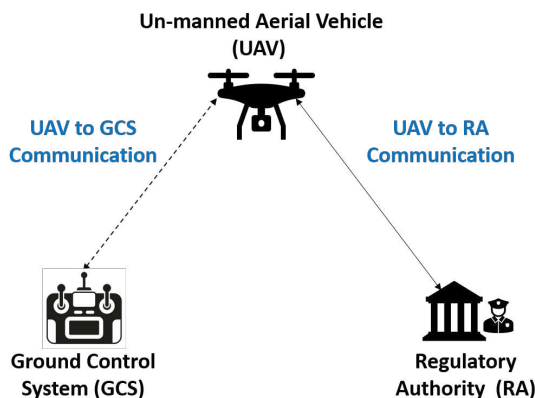 Un-manned Aerial Vehicle
(UAV)
UAV to GCS
Communication
UAV to RA
Communication
Ground Control
System (GCS)
Regulatory
Authority (RA)